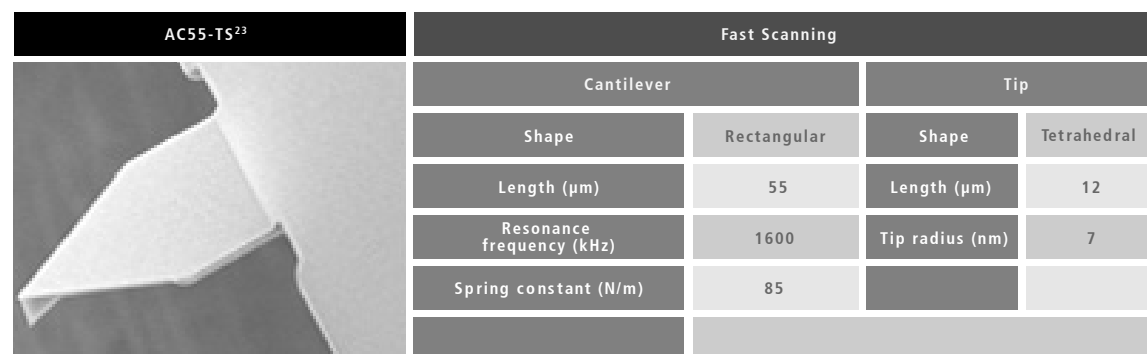 AC55-TS²³
Fast Scanning
Cantilever
Tip
Shape
Rectangular
Shape
Tetrahedral
Length (µm)
55
Length (µm)
12
Resonance
frequency (kHz)
1600
Tip radius (nm)
7
Spring constant (N/m)
85